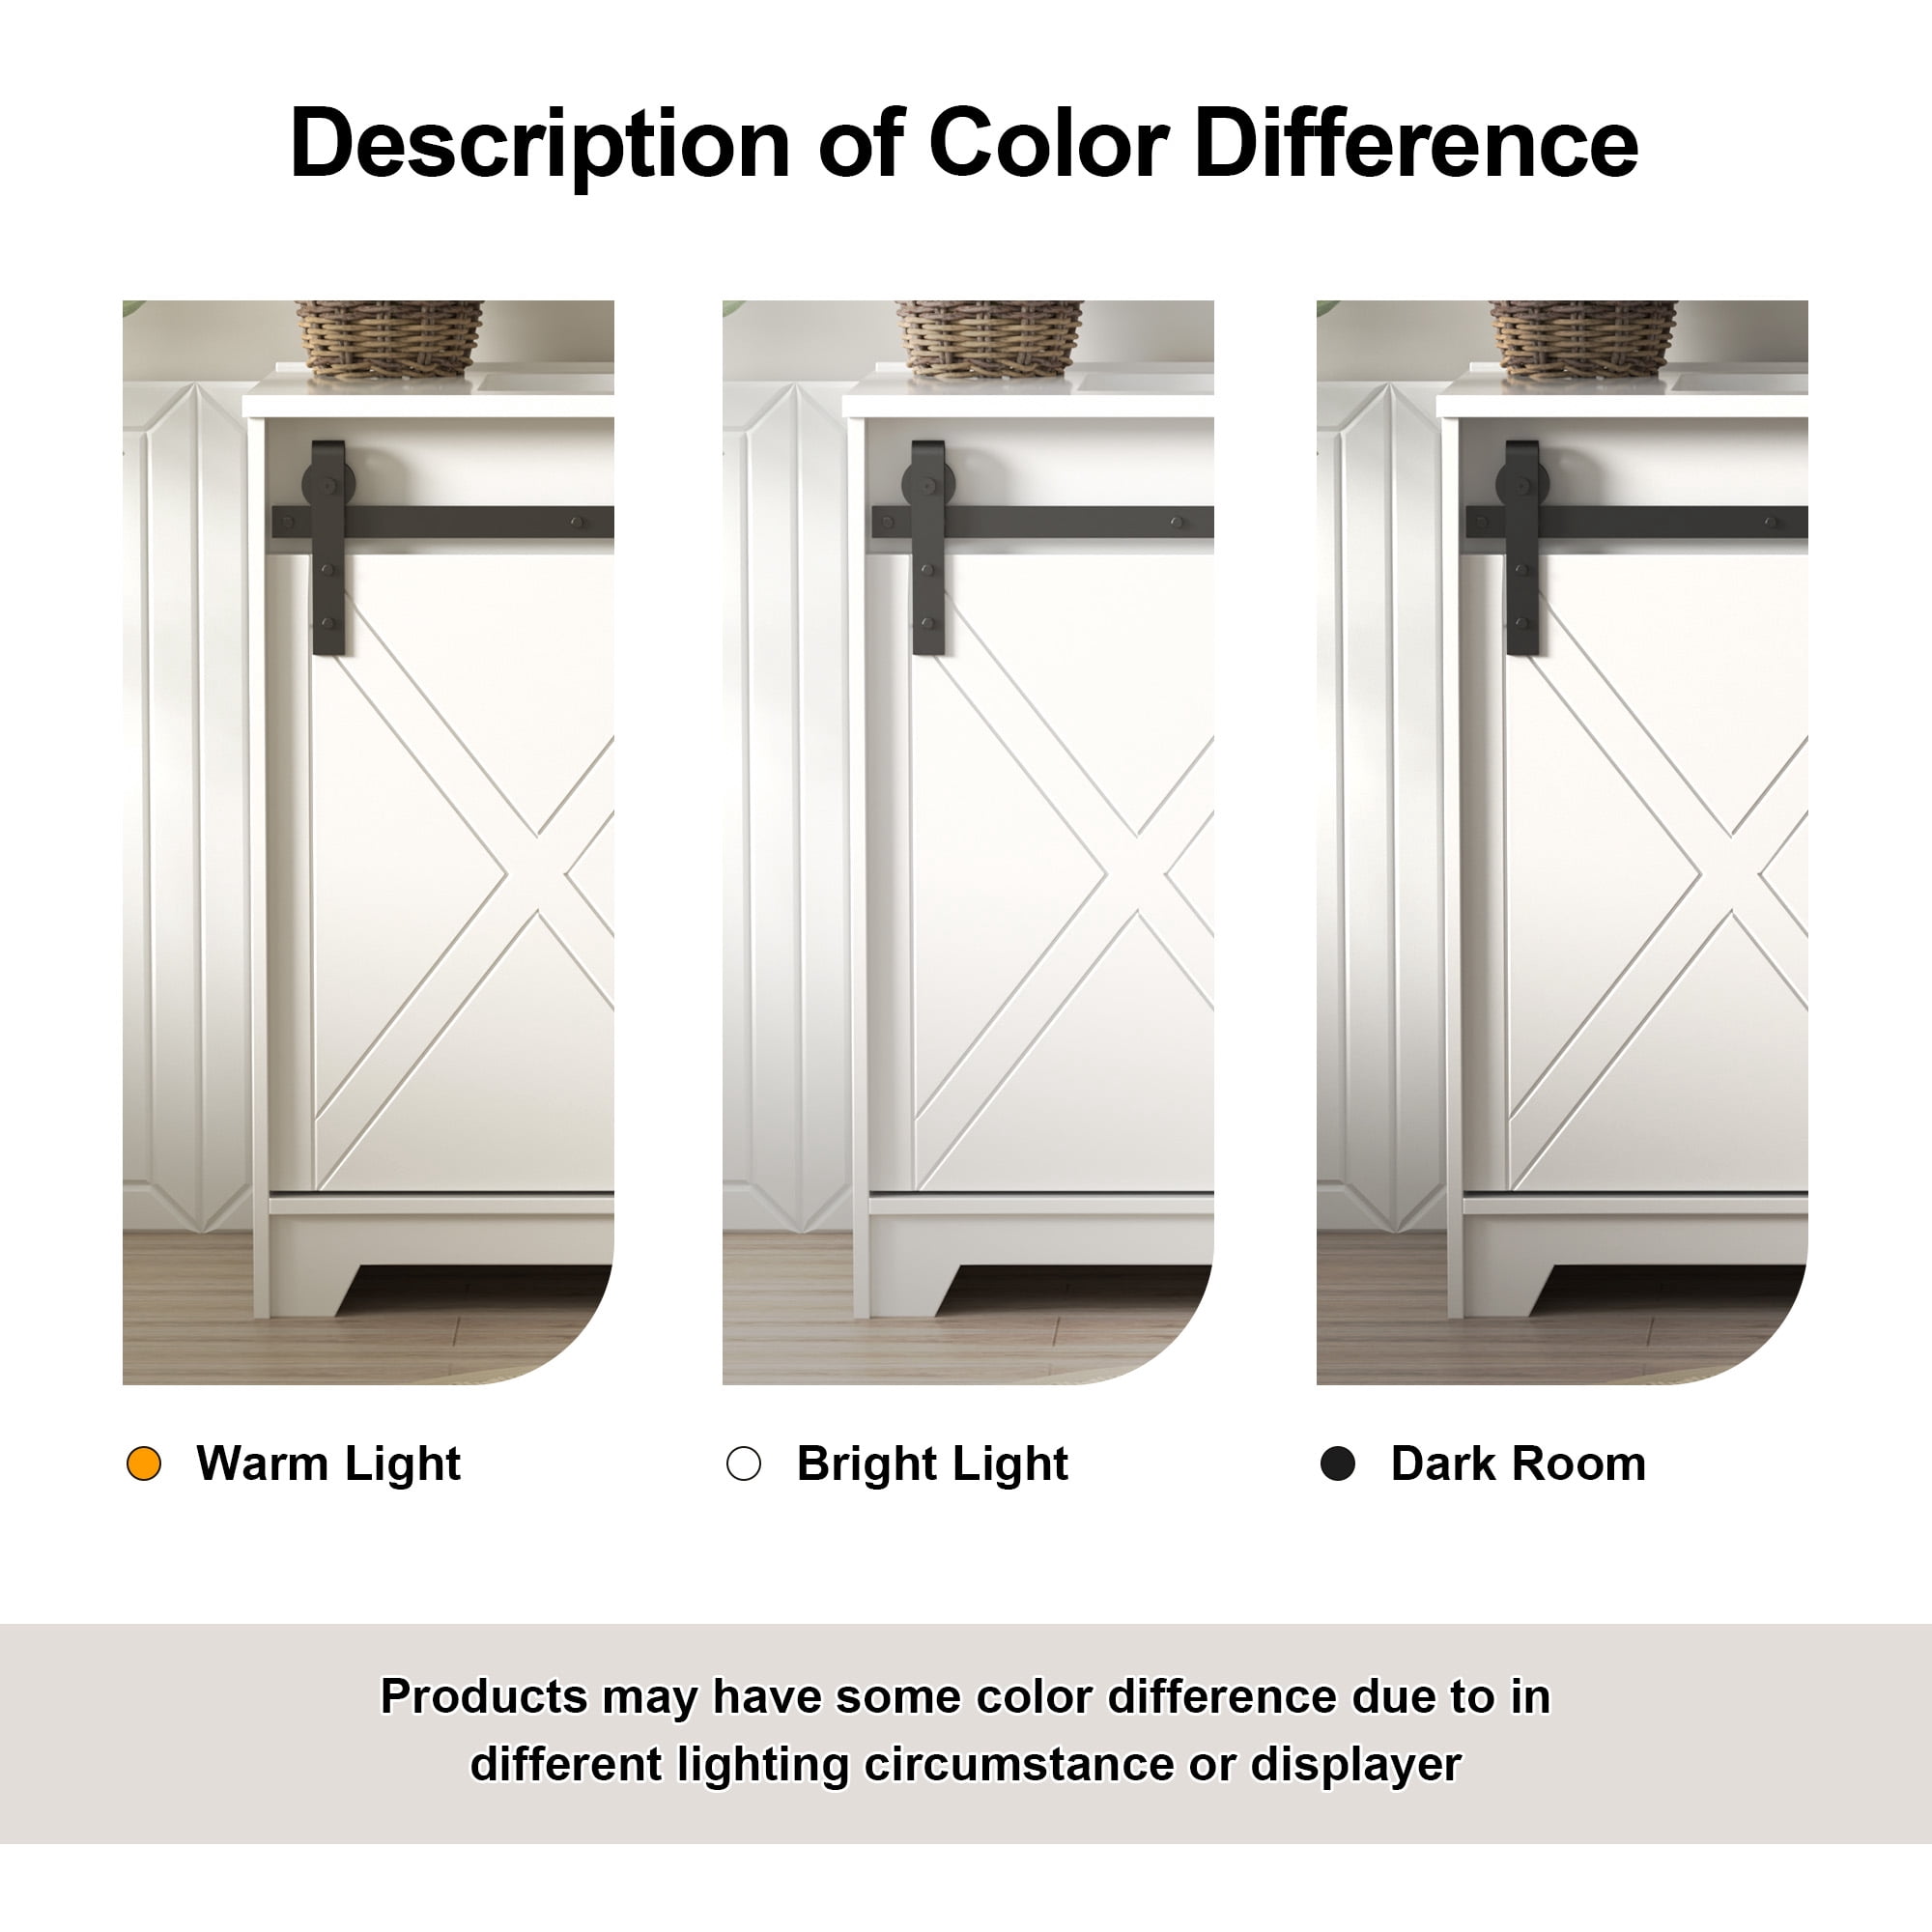 Description of Color Difference
Warm Light
Bright Light
Dark Room
Products may have some color difference due to in
different lighting circumstance or displayer